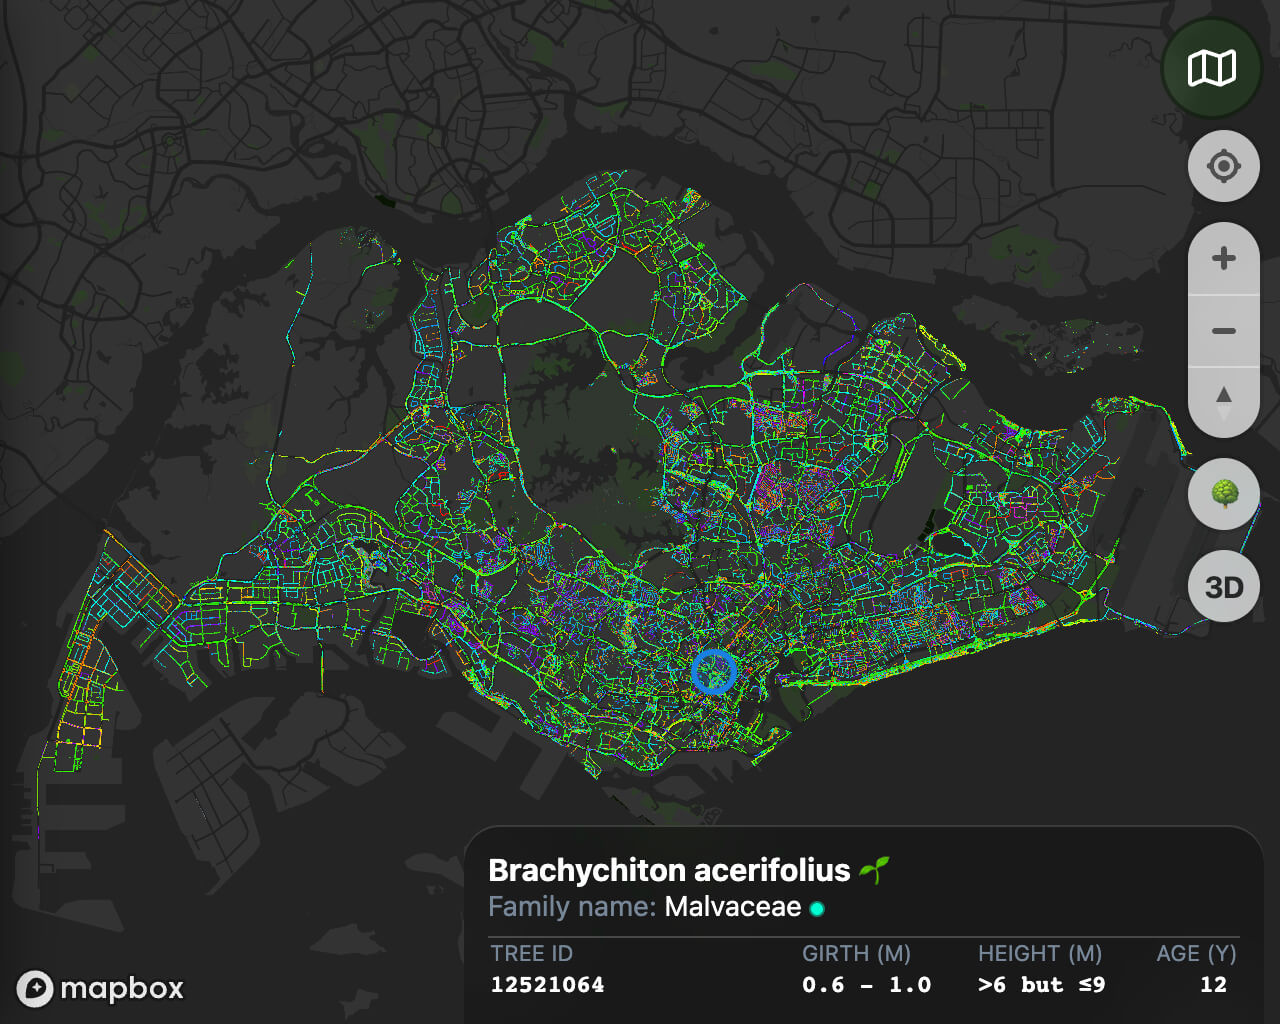 3D
Brachychiton acerifolius
Family name: Malvaceae
TREE ID GIRTH (M) HEIGHT (M) AGE (Y)
12521064 0.6 - 1.0 >6 but ≤9 12
mapbox